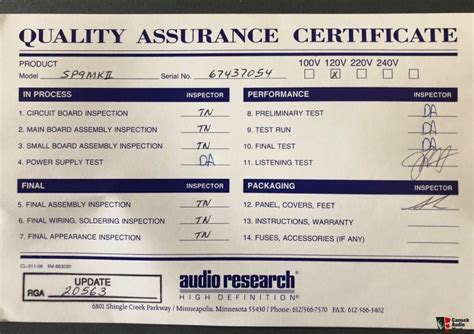 QUALITY ASSURANCE CERTIFICATE
PRODUCT
Model SP9MKII Serial No. 67437054
100V 120V 220V 240V
IN PROCESS INSPECTOR
1. CIRCUIT BOARD INSPECTION TN
2. MAIN BOARD ASSEMBLY INSPECTION TN
3. SMALL BOARD ASSEMBLY INSPECTION TN
4. POWER SUPPLY TEST DA
PERFORMANCE INSPECTOR
8. PRELIMINARY TEST DA
9. TEST RUN DA
10. FINAL TEST DA
11. LISTENING TEST
FINAL INSPECTOR
5. FINAL ASSEMBLY INSPECTION TN
6. FINAL WIRING, SOLDERING INSPECTION TN
7. FINAL APPEARANCE INSPECTION TN
PACKAGING INSPECTOR
12. PANEL, COVERS, FEET
13. INSTRUCTIONS, WARRANTY
14. FUSES, ACCESSORIES (IF ANY)
UPDATE
RGA 20563
audio research
HIGH DEFINITION
6801 Shingle Creek Parkway / Minneapolis, Minnesota 55430 / Phone: 612/566-7570 FAX: 612/566-3402
Canuck